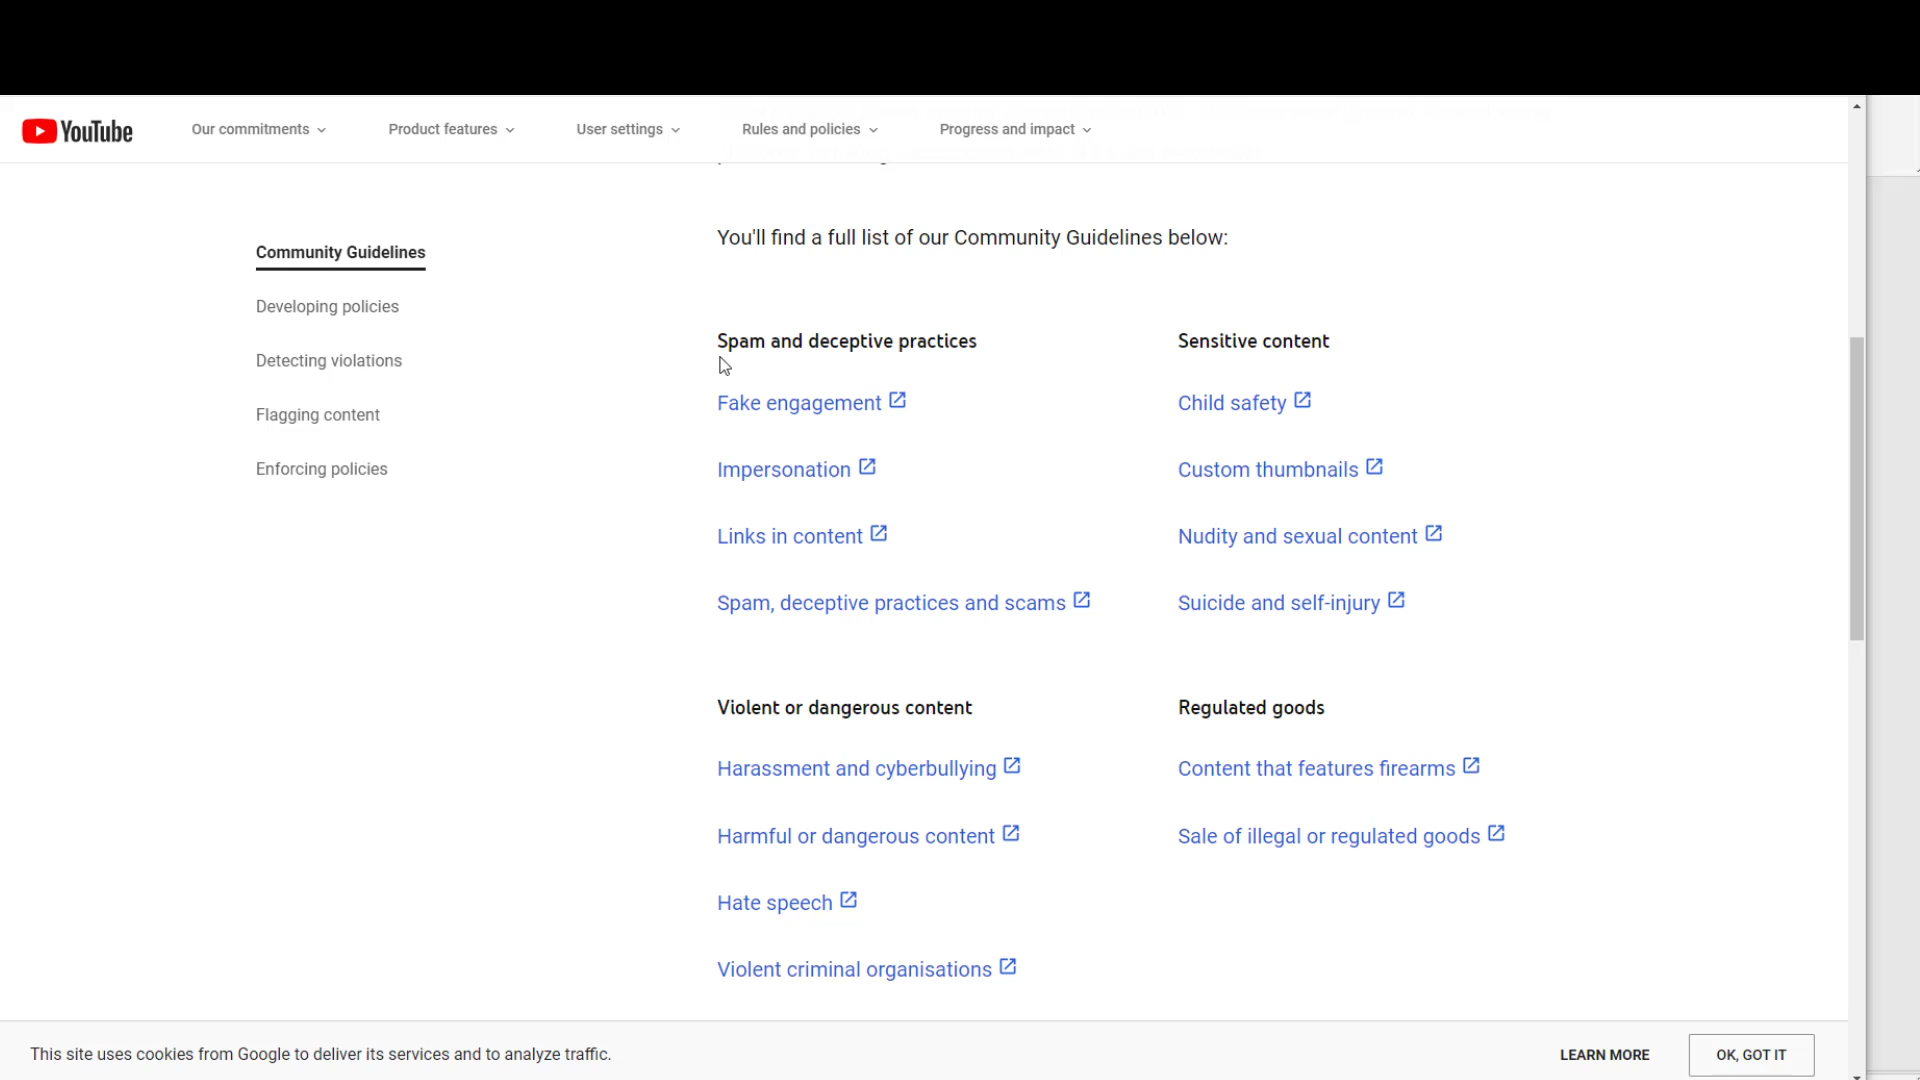 YouTube
Our commitments
Product features
User settings
Rules and policies
Progress and impact
Community Guidelines
Developing policies
Detecting violations
Flagging content
Enforcing policies
You'll find a full list of our Community Guidelines below:
Spam and deceptive practices
Fake engagement
Impersonation
Links in content
Spam, deceptive practices and scams
Sensitive content
Child safety
Custom thumbnails
Nudity and sexual content
Suicide and self-injury
Violent or dangerous content
Harassment and cyberbullying
Harmful or dangerous content
Hate speech
Violent criminal organisations
Regulated goods
Content that features firearms
Sale of illegal or regulated goods
This site uses cookies from Google to deliver its services and to analyze traffic.
LEARN MORE
OK, GOT IT